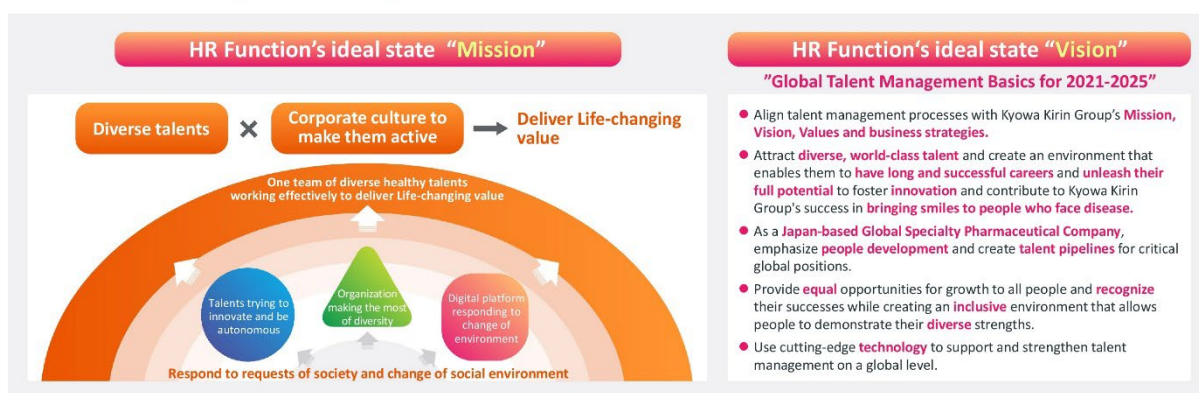 HR Function's ideal state “Mission”
Diverse talents
×
Corporate culture to
make them active
Deliver Life-changing
value
One team of diverse healthy talents
working effectively to deliver Life-changing value
Talents trying to
innovate and be
autonomous
Organization
making the most
of diversity
Digital platform
responding to
change of
environment
Respond to requests of society and change of social environment
HR Function‘s ideal state “Vision”
”Global Talent Management Basics for 2021-2025”
● Align talent management processes with Kyowa Kirin Group’s Mission,
Vision, Values and business strategies.
● Attract diverse, world-class talent and create an environment that
enables them to have long and successful careers and unleash their
full potential to foster innovation and contribute to Kyowa Kirin
Group's success in bringing smiles to people who face disease.
● As a Japan-based Global Specialty Pharmaceutical Company,
emphasize people development and create talent pipelines for critical
global positions.
● Provide equal opportunities for growth to all people and recognize
their successes while creating an inclusive environment that allows
people to demonstrate their diverse strengths.
● Use cutting-edge technology to support and strengthen talent
management on a global level.